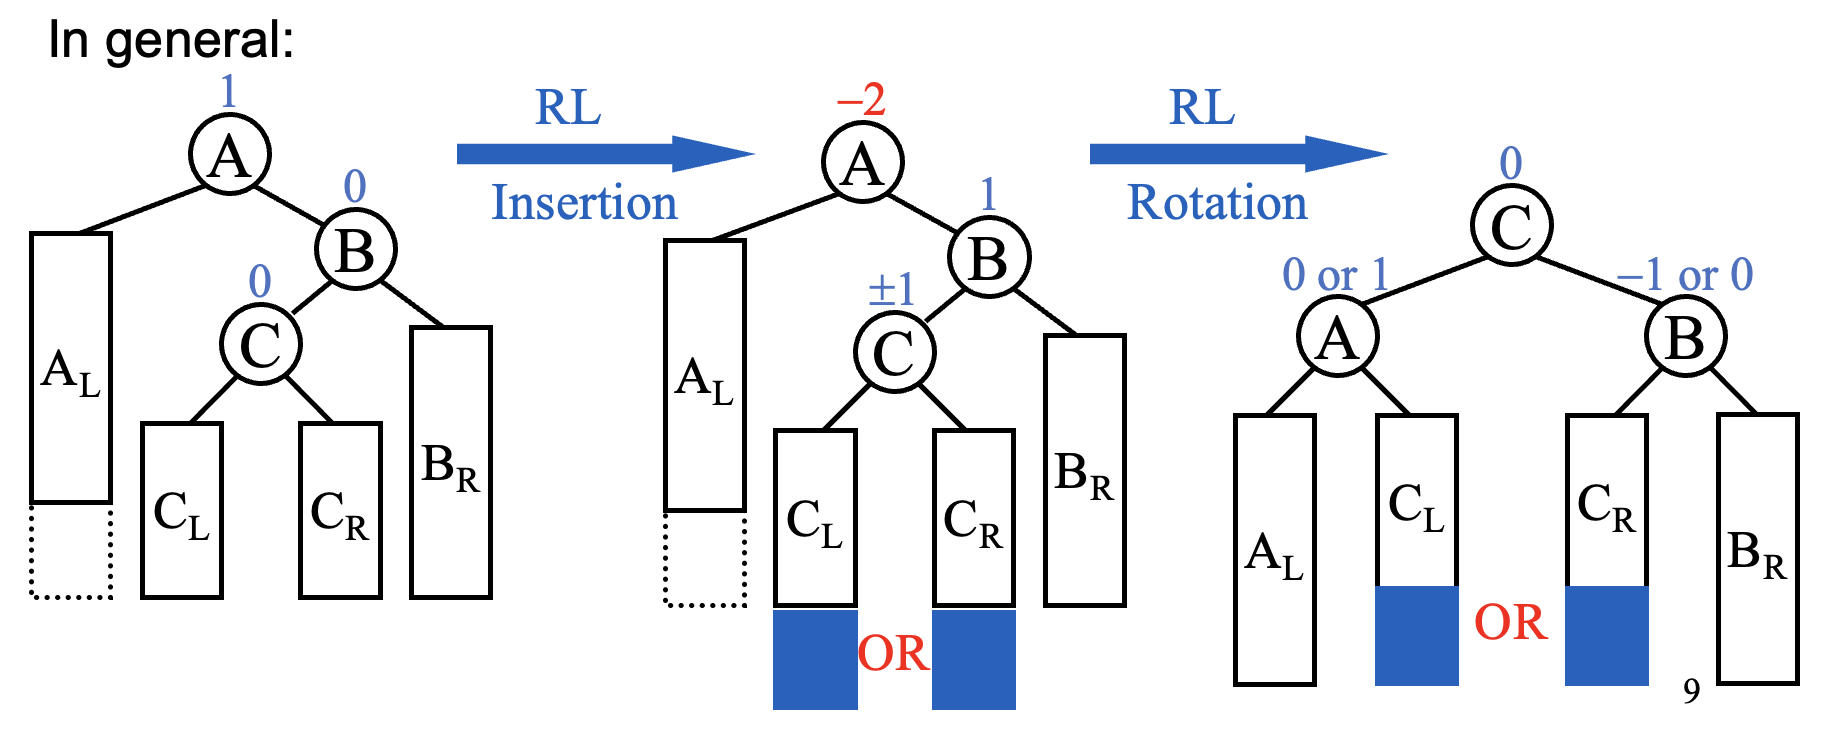 In general:
1
A
0
B
0
C
AL
CL
CR
BR
RL
Insertion
−2
A
1
B
±1
C
AL
CL
CR
BR
OR
RL
Rotation
0
C
0 or 1
A
−1 or 0
B
AL
CL
CR
BR
OR
9